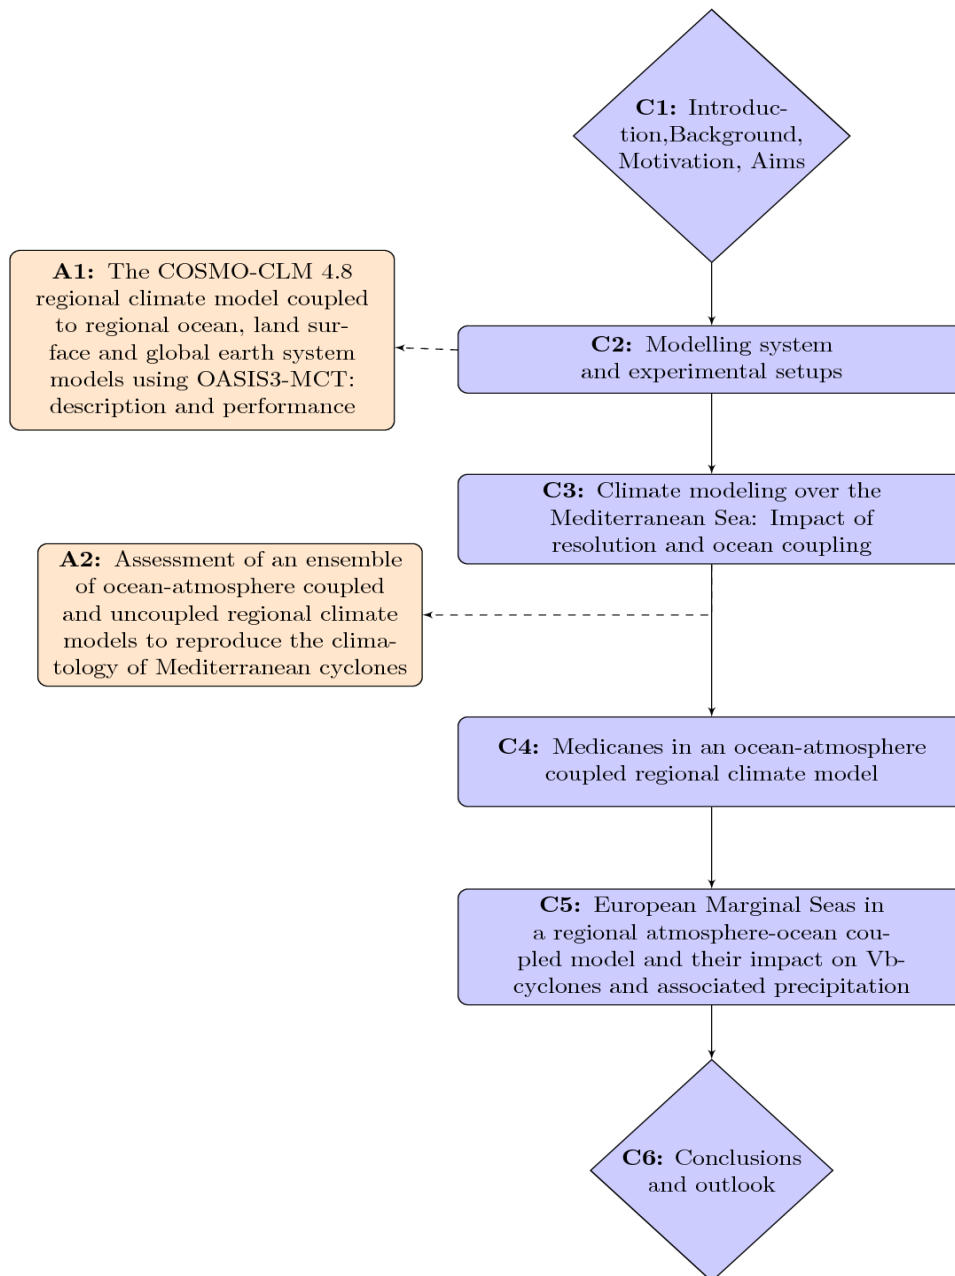 C1: Introduc-
tion,Background,
Motivation, Aims
A1: The COSMO-CLM 4.8
regional climate model coupled
to regional ocean, land sur-
face and global earth system
models using OASIS3-MCT:
description and performance
C2: Modelling system
and experimental setups
C3: Climate modeling over the
Mediterranean Sea: Impact of
resolution and ocean coupling
A2: Assessment of an ensemble
of ocean-atmosphere coupled
and uncoupled regional climate
models to reproduce the clima-
tology of Mediterranean cyclones
C4: Medicanes in an ocean-atmosphere
coupled regional climate model
C5: European Marginal Seas in
a regional atmosphere-ocean cou-
pled model and their impact on Vb-
cyclones and associated precipitation
C6: Conclusions
and outlook